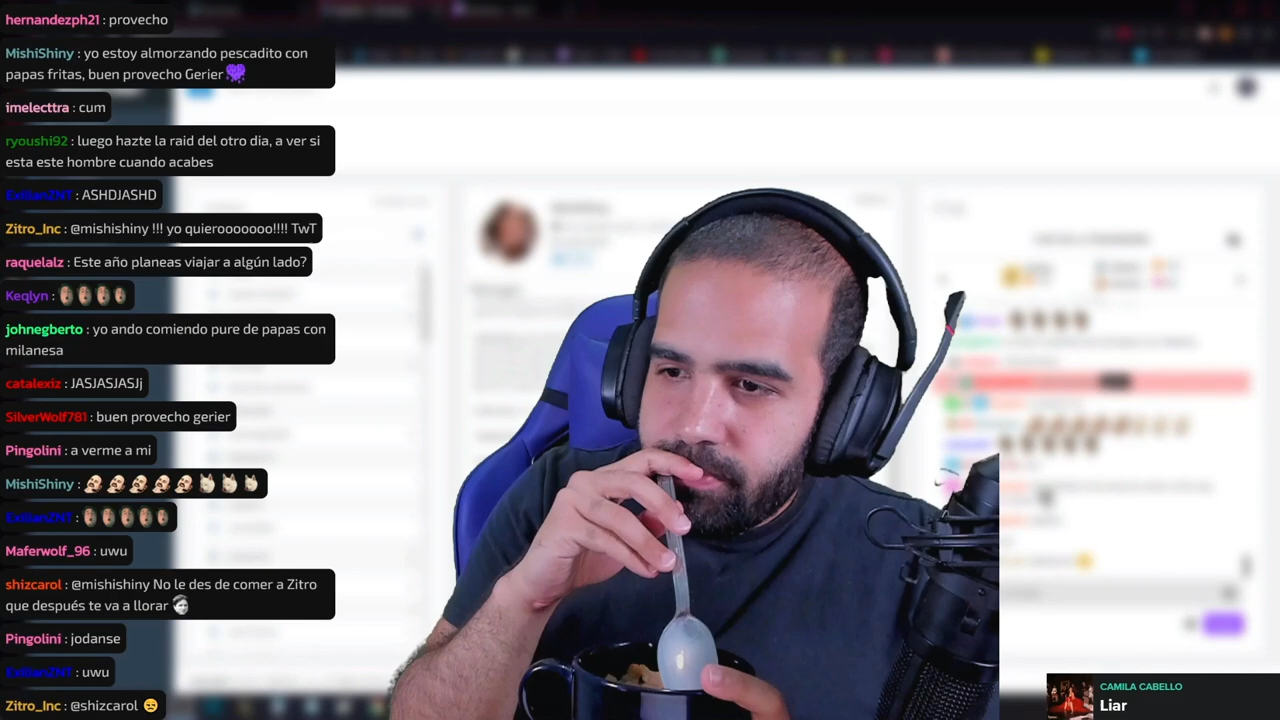 hernandezph21 : provecho
MishiShiny : yo estoy almorzando pescadito con
papas fritas, buen provecho Gerier
imelecttra : cum
ryoushi92 : luego hazte la raid del otro dia, a ver si
esta este hombre cuando acabes
ExilianZNT : ASHDJASHD
Zitro_Inc : @mishishiny !!! yo quierooooooo!!!! TwT
raquelalz : Este año planeas viajar a algún lado?
Keqlyn :
johnegberto : yo ando comiendo pure de papas con
milanesa
catalexiz : JASJASJASJj
SilverWolf781 : buen provecho gerier
Pingolini : a verme a mi
MishiShiny :
ExilianZNT :
Maferwolf_96 : uwu
shizcarol : @mishishiny No le des de comer a Zitro
que después te va a llorar
Pingolini : jodanse
ExilianZNT : uwu
Zitro_Inc : @shizcarol
CAMILA CABELLO
Liar